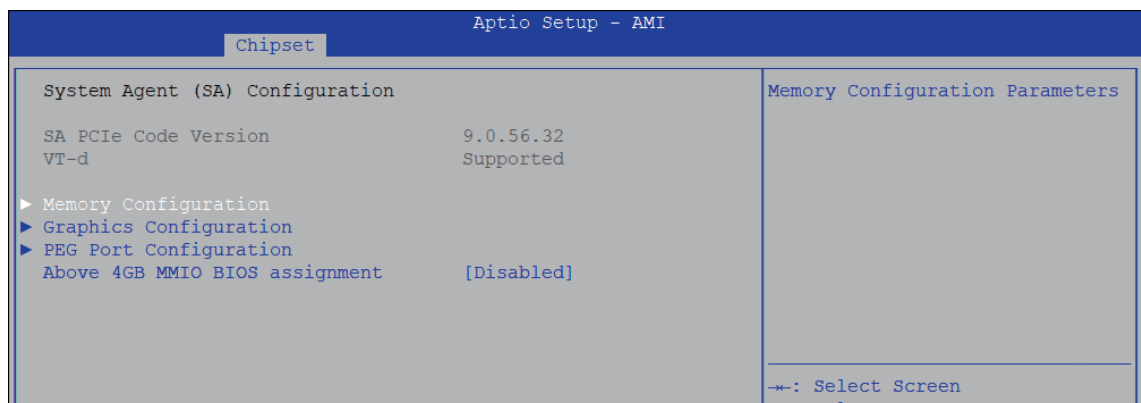 Aptio Setup - AMI
Chipset
System Agent (SA) Configuration
SA PCIe Code Version 9.0.56.32
VT-d Supported
► Memory Configuration
► Graphics Configuration
► PEG Port Configuration
Above 4GB MMIO BIOS assignment [Disabled]
Memory Configuration Parameters
→←: Select Screen